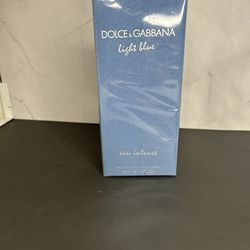 DOLCE & GABBANA
light blue
eau intense